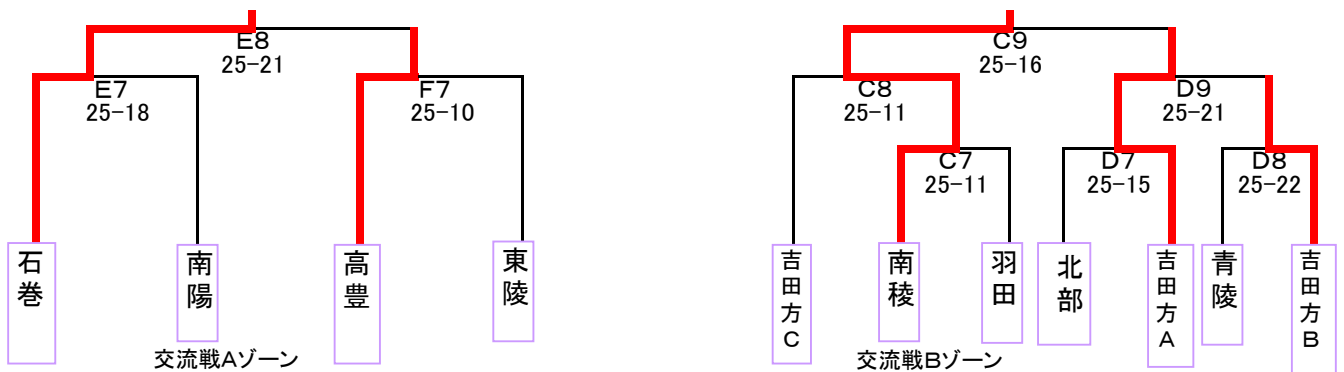 E8
25-21
E7
25-18
F7
25-10
石巻
南陽
高豊
東陵
交流戦Aゾーン
C9
25-16
C8
25-11
D9
25-21
C7
25-11
D7
25-15
D8
25-22
吉田方C
南稜
羽田
北部
吉田方A
青陵
吉田方B
交流戦Bゾーン